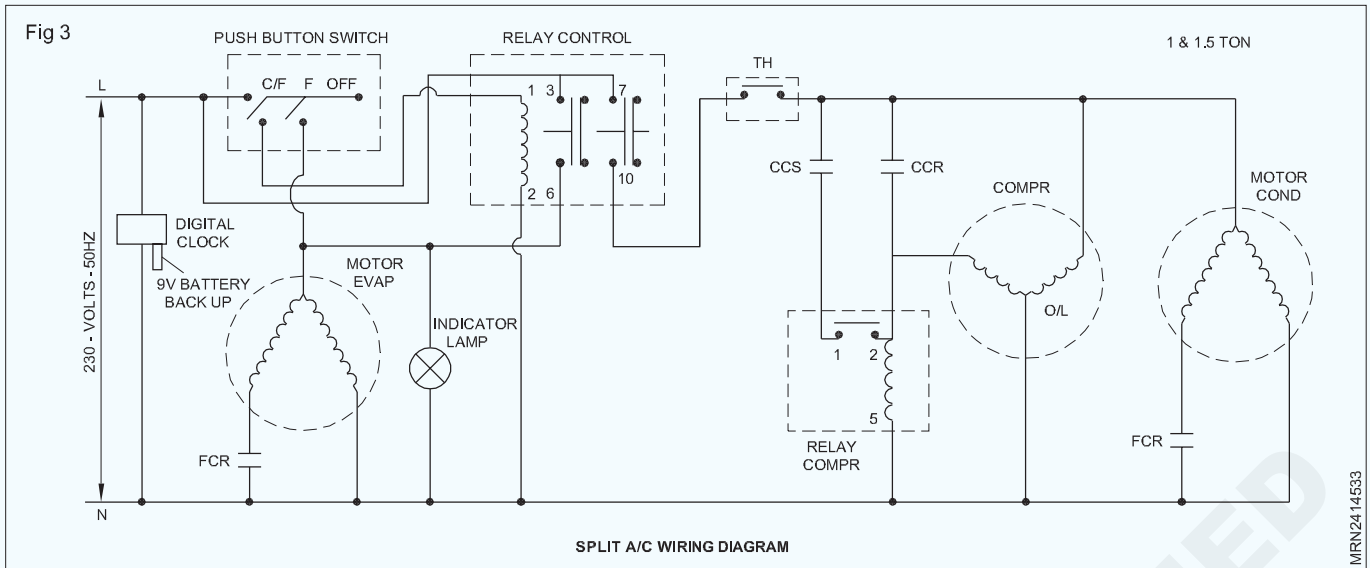 Fig 3
PUSH BUTTON SWITCH
RELAY CONTROL
1 & 1.5 TON
TH
L
C/F F OFF
1
3
7
2
6
10
CCS
CCR
COMPR
MOTOR
COND
DIGITAL
CLOCK
9V BATTERY
BACK UP
MOTOR
EVAP
INDICATOR
LAMP
O/L
1
2
5
RELAY
COMPR
FCR
FCR
230 - VOLTS - 50HZ
N
SPLIT A/C WIRING DIAGRAM
MRN2414533